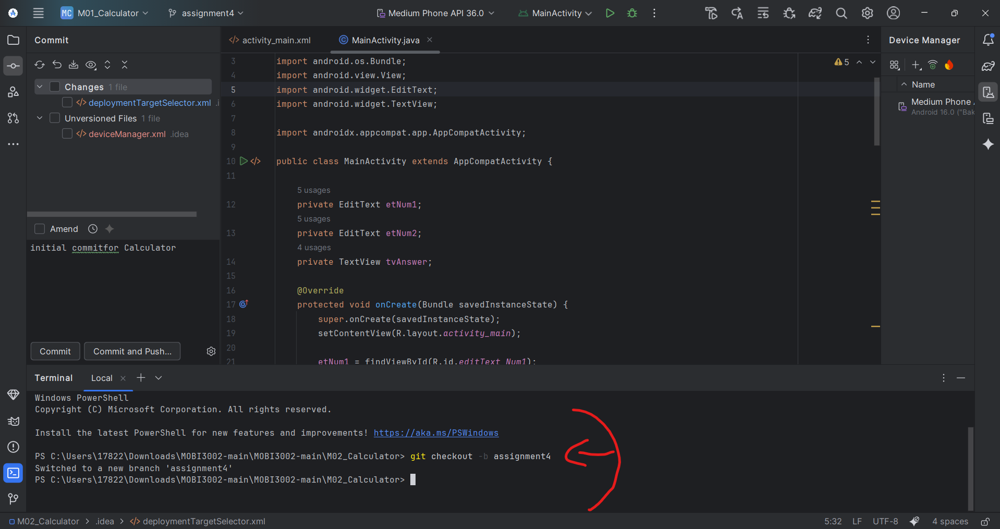 MC M01_Calculator assignment4 Medium Phone API 36.0 MainActivity
Commit
Changes 1 file
deploymentTargetSelector.xml .i
Unversioned Files 1 file
deviceManager.xml .idea
Amend
initial commitfor Calculator
Commit Commit and Push...
activity_main.xml MainActivity.java
5
3 import android.os.Bundle;
4 import android.view.View;
5 import android.widget.EditText;
6 import android.widget.TextView;
7
8 import androidx.appcompat.app.AppCompatActivity;
9
10 public class MainActivity extends AppCompatActivity {
11
5 usages
12 private EditText etNum1;
5 usages
13 private EditText etNum2;
4 usages
14 private TextView tvAnswer;
15
16 @Override
17 protected void onCreate(Bundle savedInstanceState) {
18 super.onCreate(savedInstanceState);
19 setContentView(R.layout.activity_main);
20
21 etNum1 = findViewById(R.id.editText_Num1);
Device Manager
Name
Medium Phone A
Android 16.0 ("Bak
Terminal Local
Windows PowerShell
Copyright (C) Microsoft Corporation. All rights reserved.
Install the latest PowerShell for new features and improvements! https://aka.ms/PSWindows
PS C:\Users\17822\Downloads\MOBI3002-main\MOBI3002-main\M02_Calculator> git checkout -b assignment4
Switched to a new branch 'assignment4'
PS C:\Users\17822\Downloads\MOBI3002-main\MOBI3002-main\M02_Calculator>
M02_Calculator > .idea > deploymentTargetSelector.xml 5:32 LF UTF-8 4 spaces